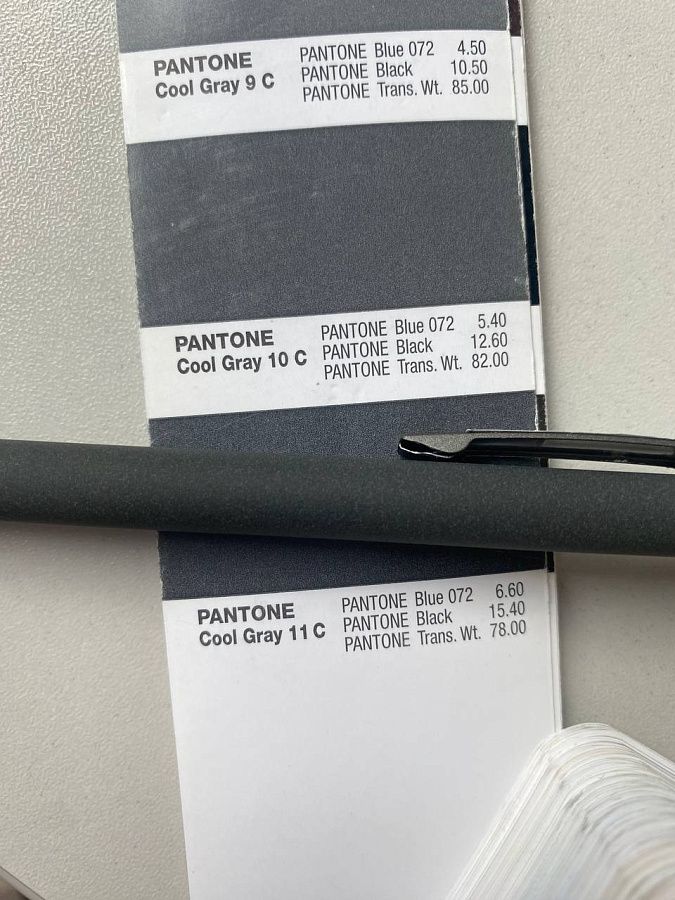 PANTONE
Cool Gray 9 C
PANTONE Blue 072 4.50
PANTONE Black 10.50
PANTONE Trans. Wt. 85.00
PANTONE
Cool Gray 10 C
PANTONE Blue 072 5.40
PANTONE Black 12.60
PANTONE Trans. Wt. 82.00
PANTONE
Cool Gray 11 C
PANTONE Blue 072 6.60
PANTONE Black 15.40
PANTONE Trans. Wt. 78.00